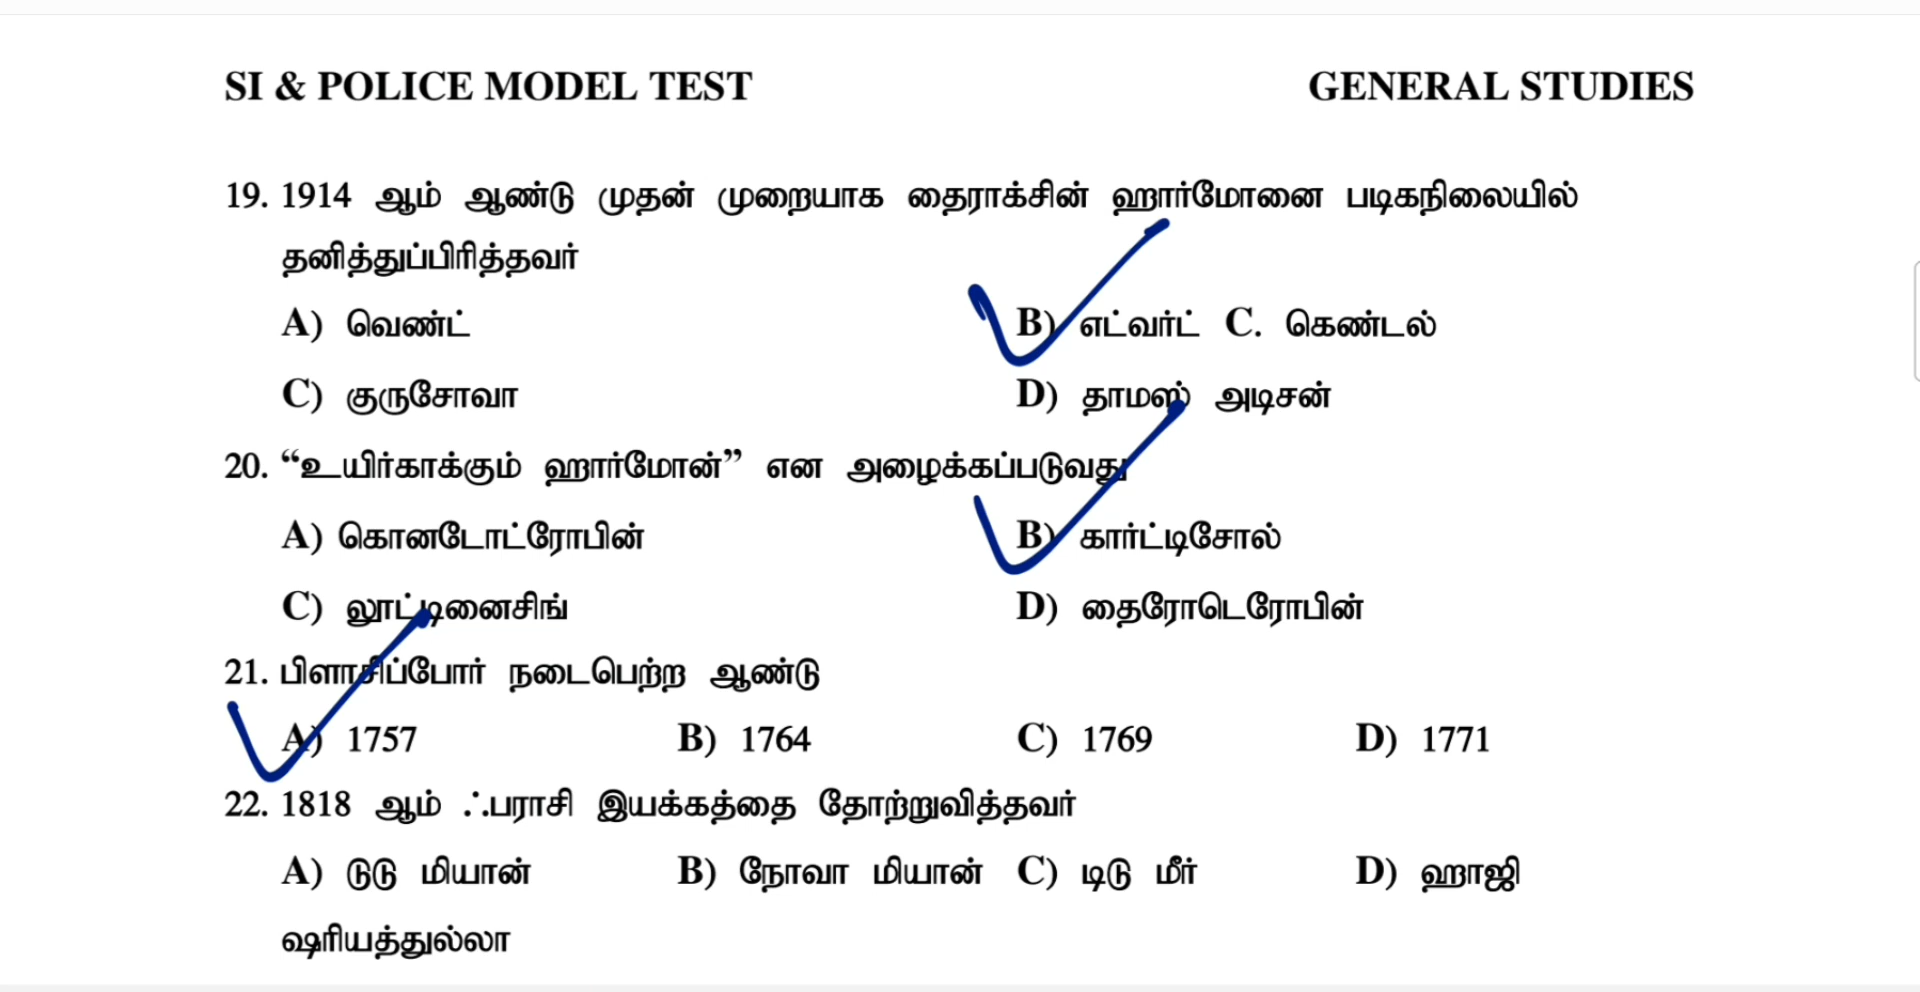 SI & POLICE MODEL TEST GENERAL STUDIES
19. 1914 ஆம் ஆண்டு முதன் முறையாக தைராக்சின் ஹார்மோனை படிகநிலையில்
தனித்துப்பிரித்தவர்
A) வெண்ட் B) எட்வர்ட் C. கெண்டல்
C) குருசோவா D) தாமஸ் அடிசன்
20. “உயிர்காக்கும் ஹார்மோன்” என அழைக்கப்படுவது
A) கொனடோட்ரோபின் B) கார்ட்டிசோல்
C) லூட்டினைசிங் D) தைரோடெரோபின்
21. பிளாசிப்போர் நடைபெற்ற ஆண்டு
A) 1757 B) 1764 C) 1769 D) 1771
22. 1818 ஆம் ஃபராசி இயக்கத்தை தோற்றுவித்தவர்
A) டுடு மியான் B) நோவா மியான் C) டிடு மீர் D) ஹாஜி
ஷரியத்துல்லா